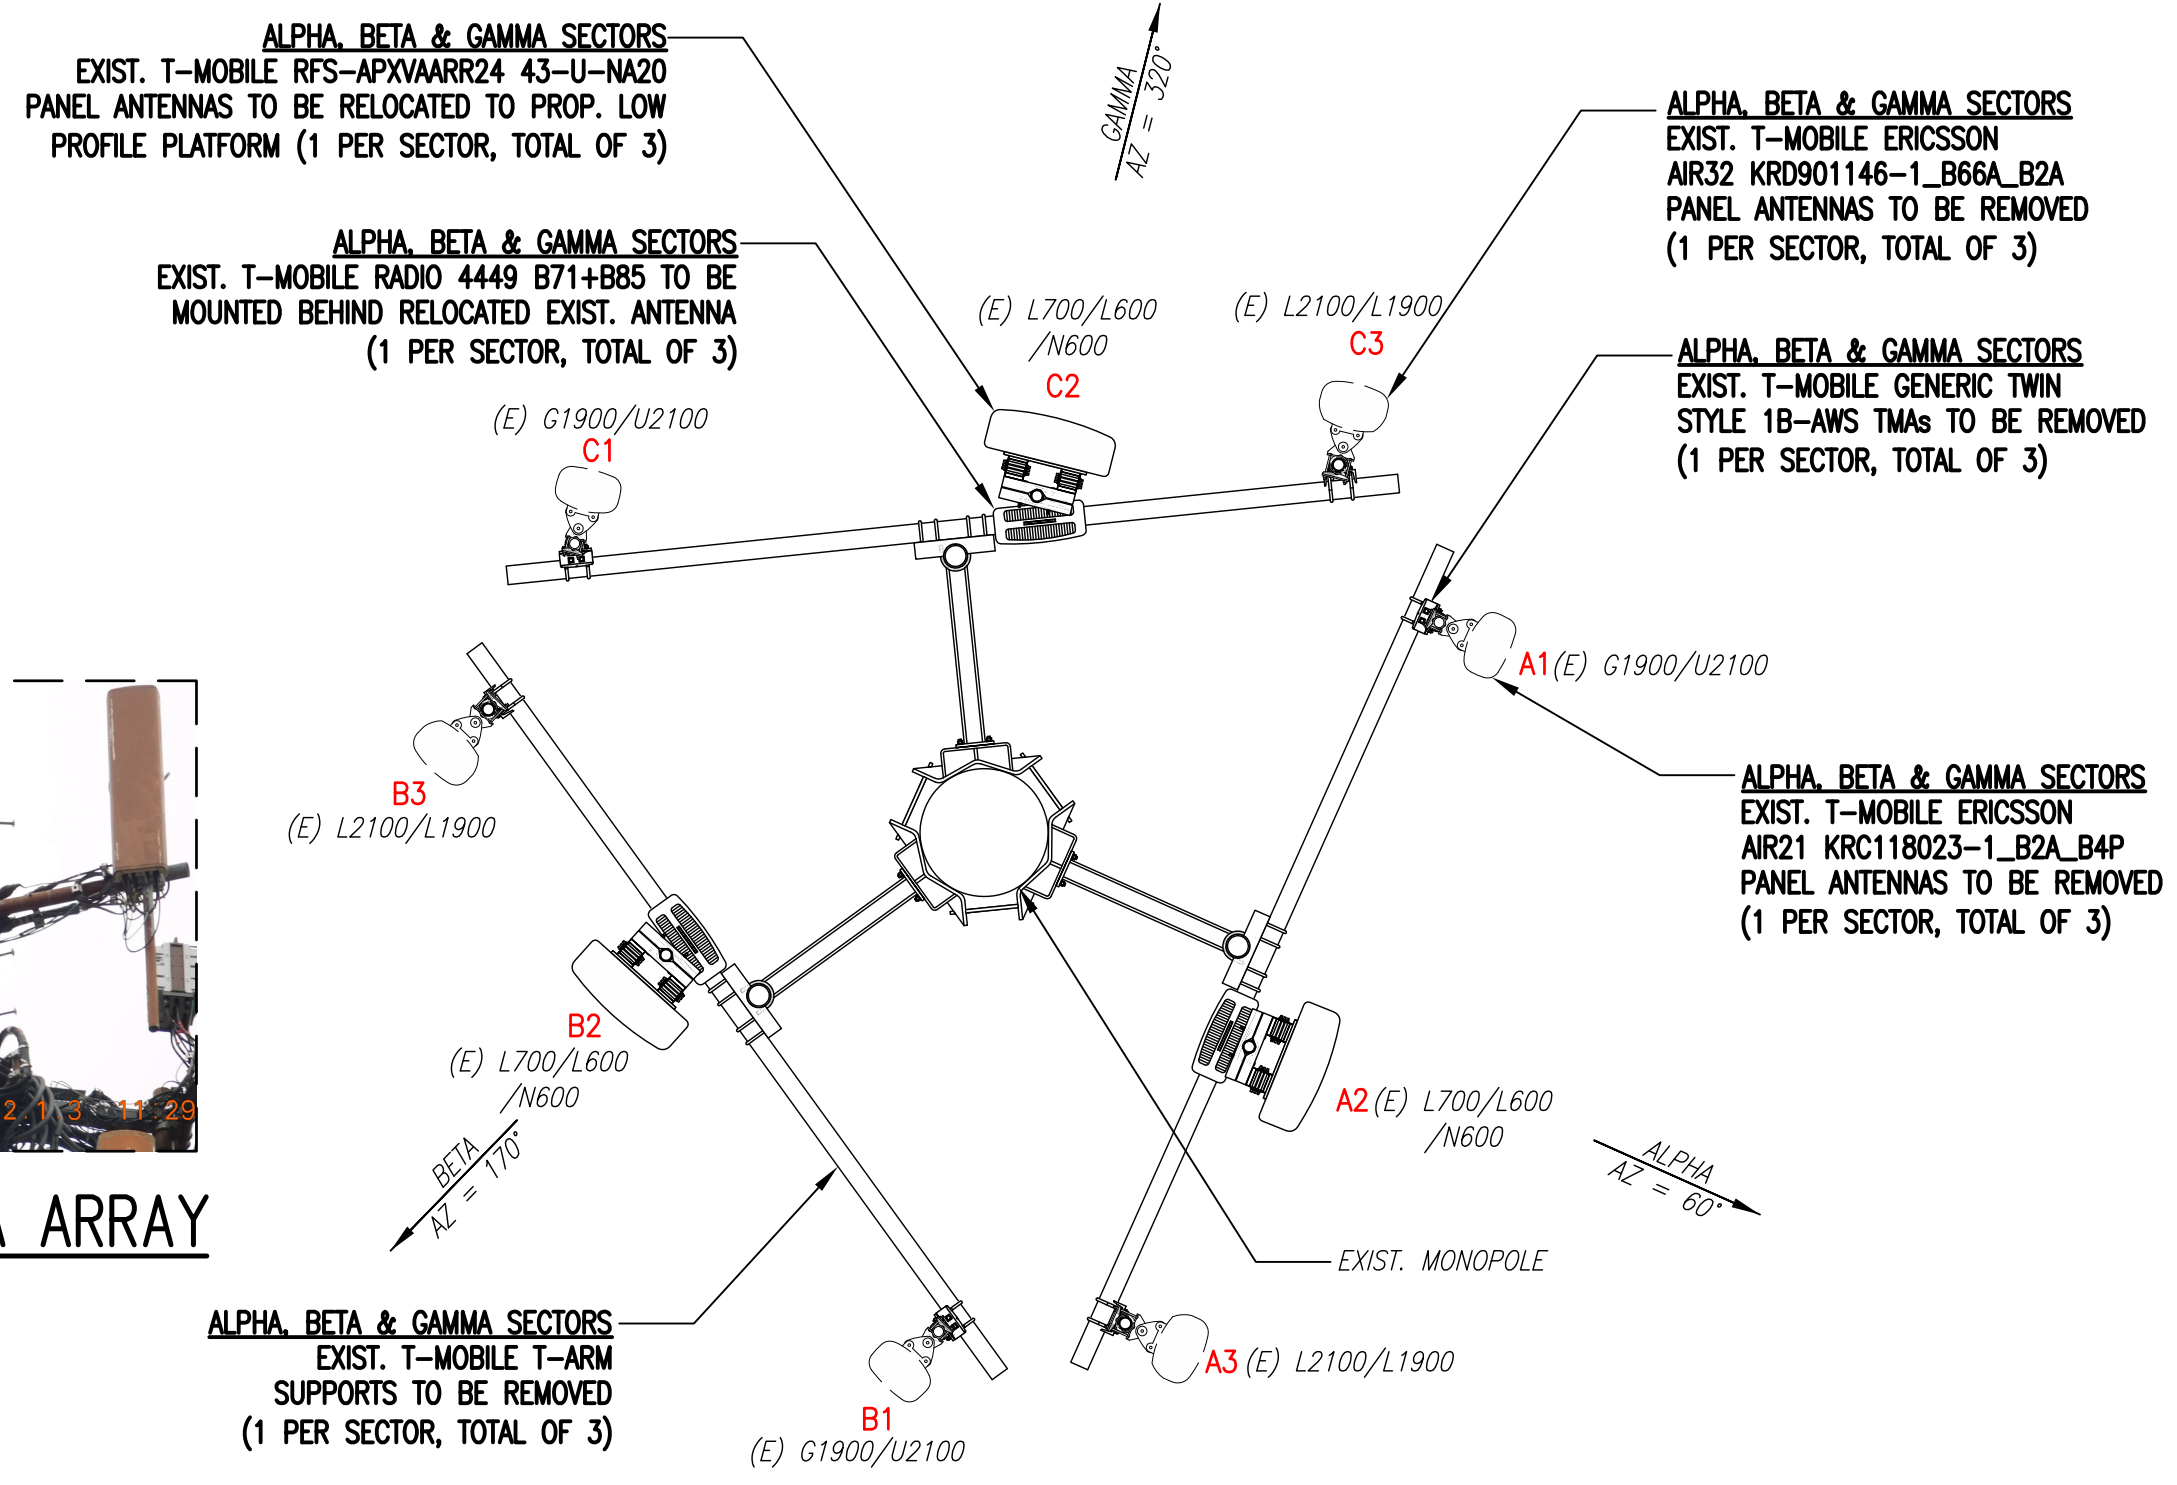 ALPHA, BETA & GAMMA SECTORS
EXIST. T-MOBILE RFS-APXVAARR24 43-U-NA20
PANEL ANTENNAS TO BE RELOCATED TO PROP. LOW
PROFILE PLATFORM (1 PER SECTOR, TOTAL OF 3)
GAMMA
AZ = 320°
ALPHA, BETA & GAMMA SECTORS
EXIST. T-MOBILE ERICSSON
AIR32 KRD901146-1_B66A_B2A
PANEL ANTENNAS TO BE REMOVED
(1 PER SECTOR, TOTAL OF 3)
ALPHA, BETA & GAMMA SECTORS
EXIST. T-MOBILE RADIO 4449 B71+B85 TO BE
MOUNTED BEHIND RELOCATED EXIST. ANTENNA
(1 PER SECTOR, TOTAL OF 3)
(E) L700/L600
/N600
C2
(E) L2100/L1900
C3
ALPHA, BETA & GAMMA SECTORS
EXIST. T-MOBILE GENERIC TWIN
STYLE 1B-AWS TMAs TO BE REMOVED
(1 PER SECTOR, TOTAL OF 3)
(E) G1900/U2100
C1
A1 (E) G1900/U2100
B3
(E) L2100/L1900
ALPHA, BETA & GAMMA SECTORS
EXIST. T-MOBILE ERICSSON
AIR21 KRC118023-1_B2A_B4P
PANEL ANTENNAS TO BE REMOVED
(1 PER SECTOR, TOTAL OF 3)
B2
(E) L700/L600
/N600
A2 (E) L700/L600
/N600
2.1.3 11:29
BETA
AZ = 170°
ALPHA
AZ = 60°
A ARRAY
EXIST. MONOPOLE
ALPHA, BETA & GAMMA SECTORS
EXIST. T-MOBILE T-ARM
SUPPORTS TO BE REMOVED
(1 PER SECTOR, TOTAL OF 3)
A3 (E) L2100/L1900
B1
(E) G1900/U2100